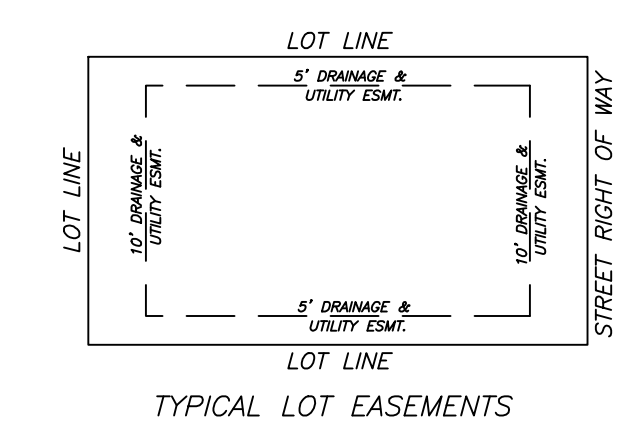 LOT LINE
5' DRAINAGE &
UTILITY ESMT.
LOT LINE
10' DRAINAGE &
UTILITY ESMT.
10' DRAINAGE &
UTILITY ESMT.
STREET RIGHT OF WAY
5' DRAINAGE &
UTILITY ESMT.
LOT LINE
TYPICAL LOT EASEMENTS